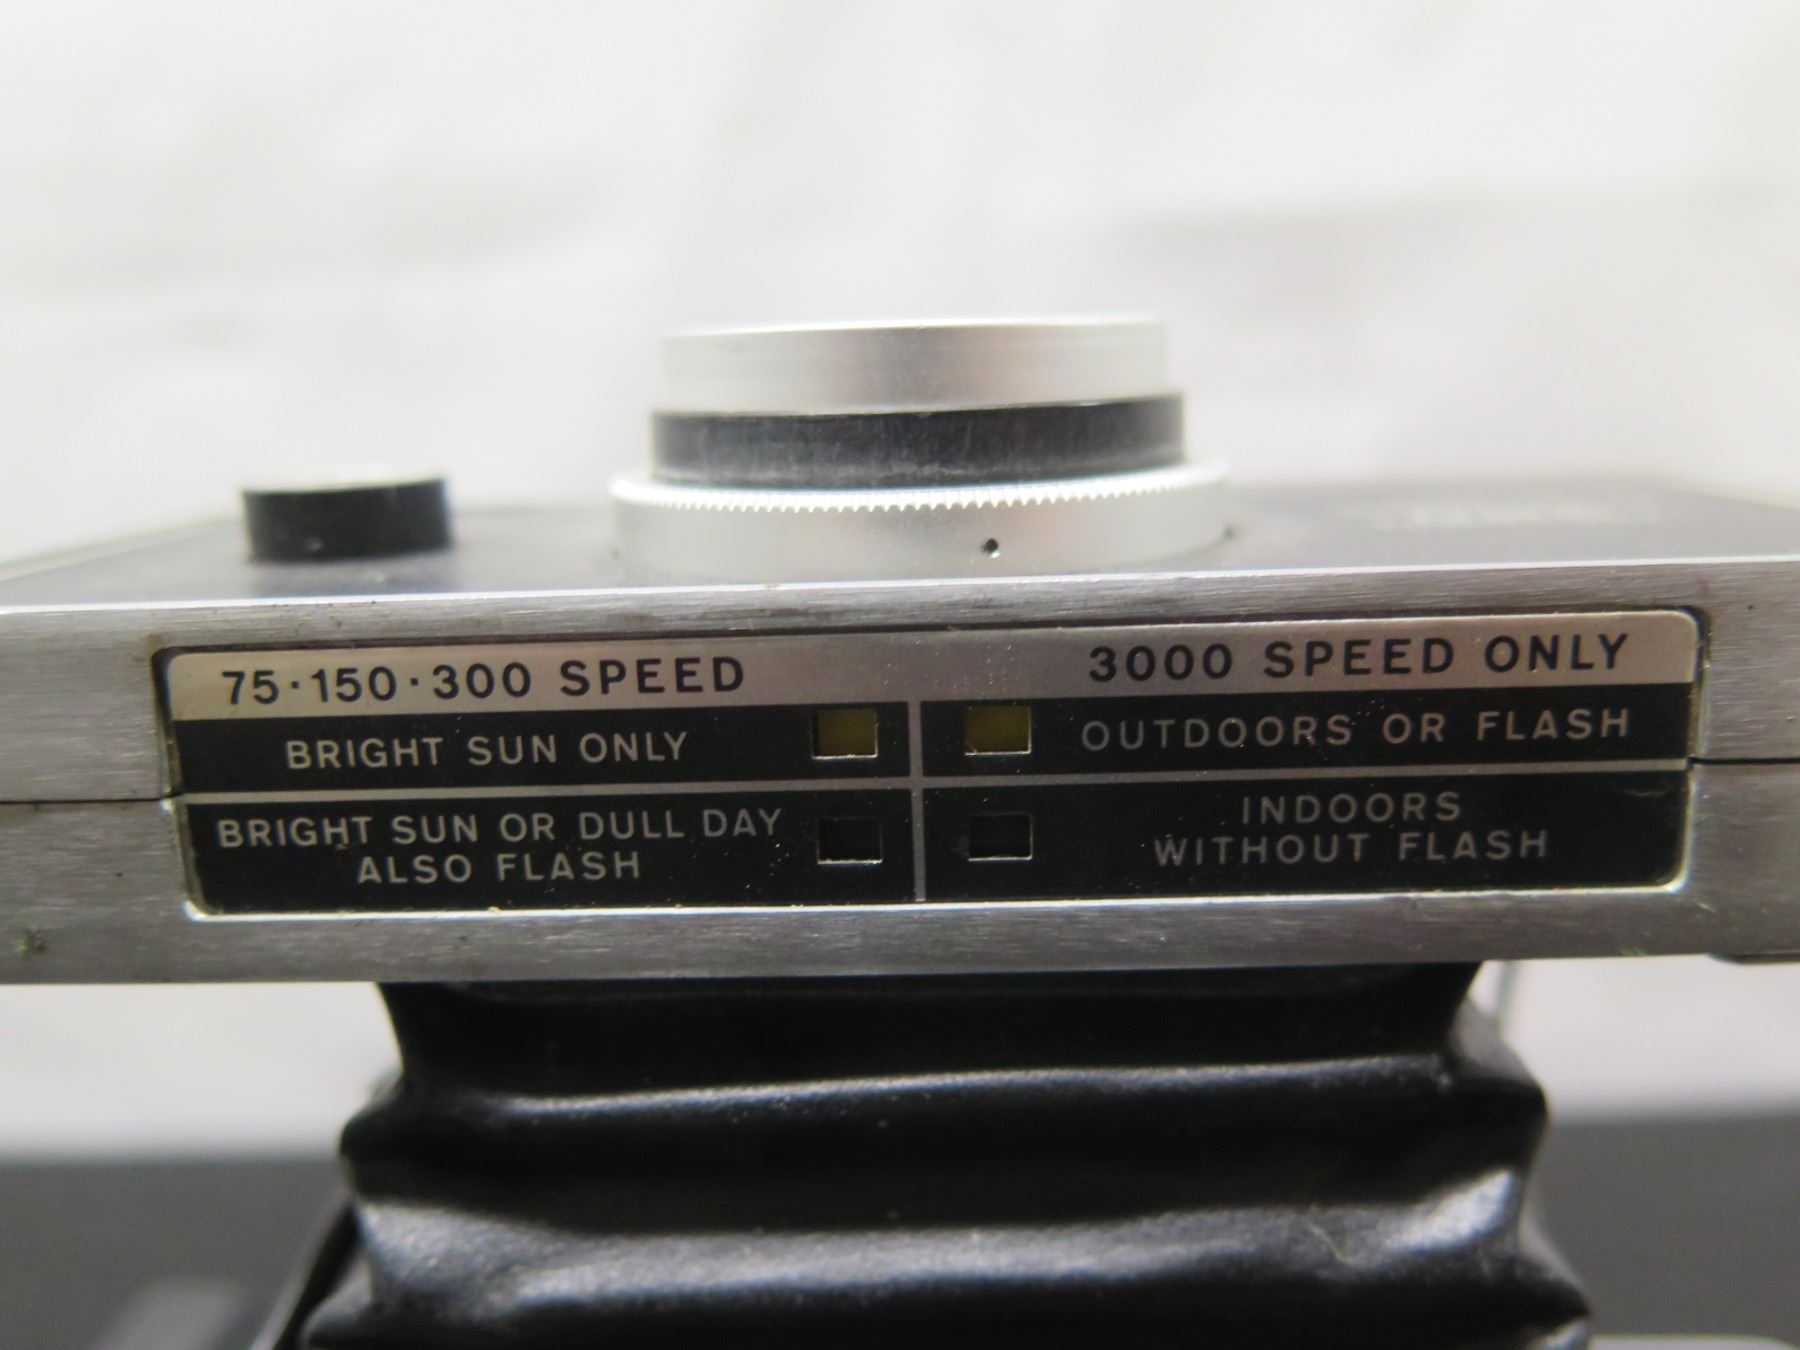 75·150·300 SPEED
3000 SPEED ONLY
BRIGHT SUN ONLY
OUTDOORS OR FLASH
BRIGHT SUN OR DULL DAY
ALSO FLASH
INDOORS
WITHOUT FLASH